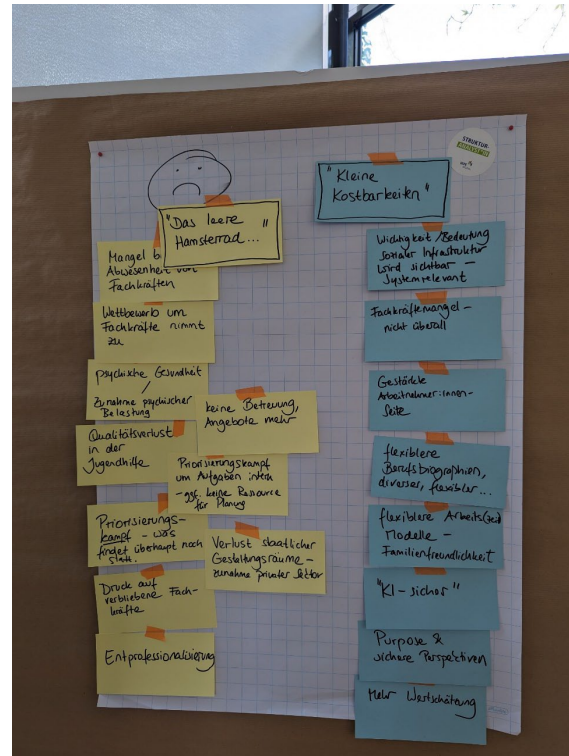 "Das leere
Hamsterrad... "
Mangel b
Abwesenheit von
Fachkräften
Wettbewerb um
Fachkräfte nimmt
zu
psychische Gesundheit
/
Zunahme psychischer
Belastung
Qualitätsverlust
in der
Jugendhilfe
Priorisierungs-
kampf - was
findet überhaupt noch
statt.
Druck auf
verbliebene Fach-
kräfte
Entprofessionalisierung
keine Betreuung,
Angebote mehr
Priorisierungskampf
um Aufgaben intern
- ggf. keine Ressource
für Planung
Verlust staatlicher
Gestaltungsräume -
zunahme privater Sektor
"Kleine
Kostbarkeiten"
STRUKTUR-
ANALYST*IN
Wichtigkeit/Bedeutung
sozialer Infrastruktur
wird sichtbar -
Systemrelevant
Fachkräftemangel -
nicht überall
Gestärkte
Arbeitnehmer:innen-
Seite
flexiblere
Berufsbiographien,
diverser, flexibler...
flexiblere Arbeits(zeit
Modelle -
Familienfreundlichkeit
"KI-sicher"
Purpose &
sichere Perspektiven
Mehr Wertschätzung